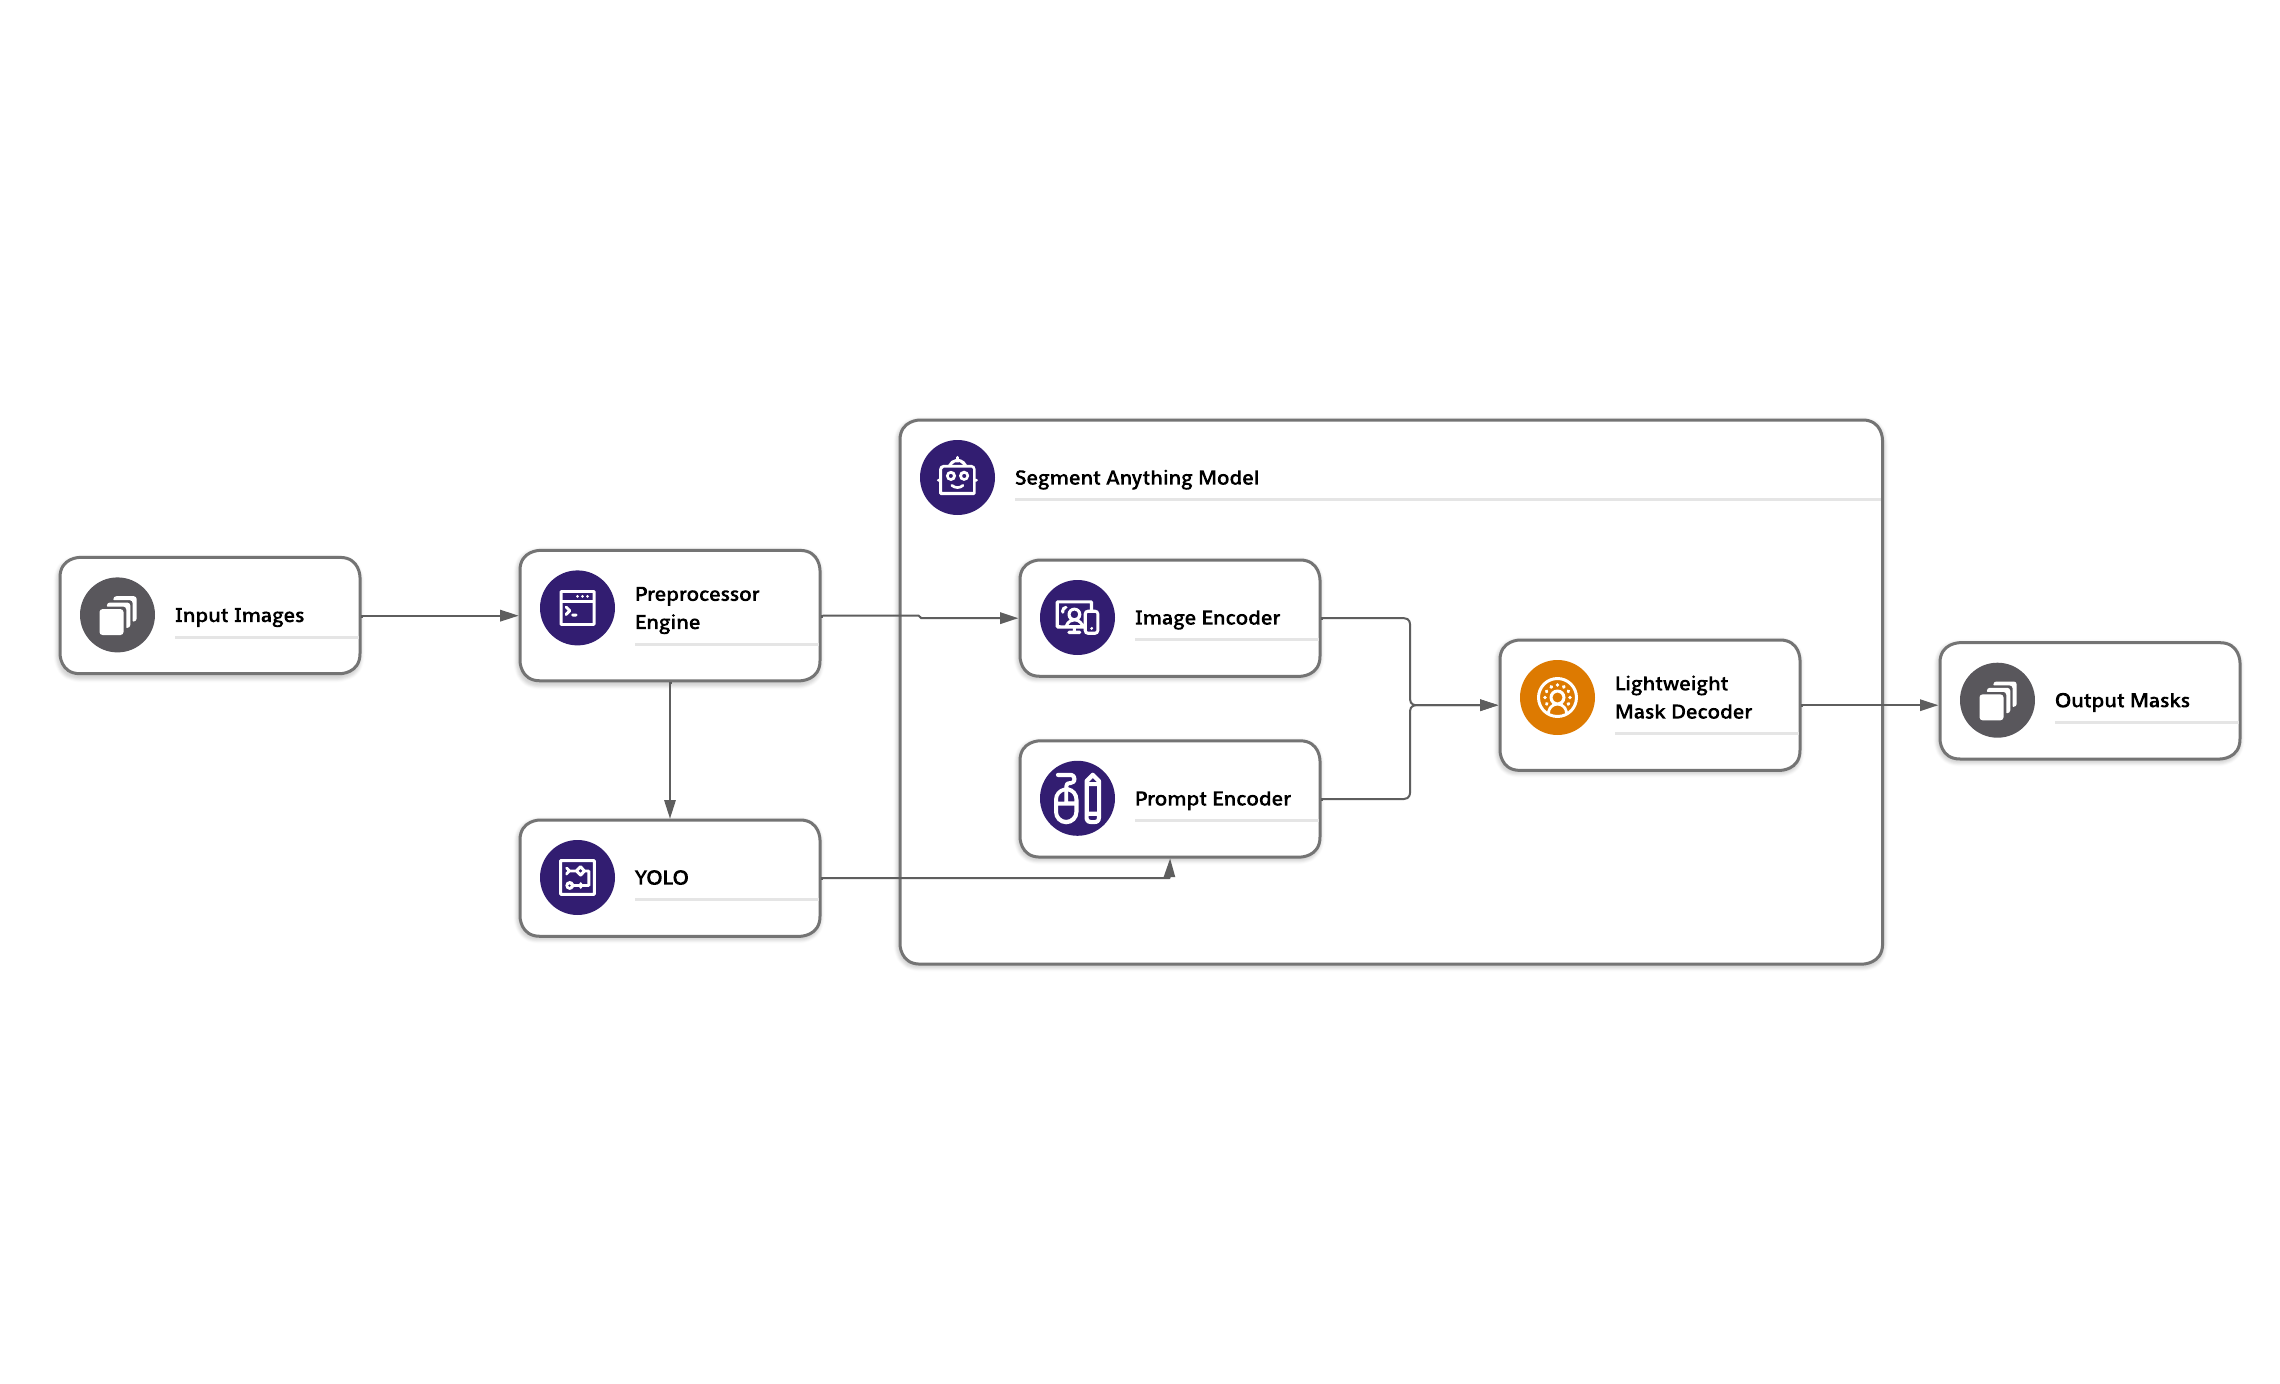 Segment Anything Model
Input Images
Preprocessor
Engine
Image Encoder
Lightweight
Mask Decoder
Output Masks
Prompt Encoder
YOLO